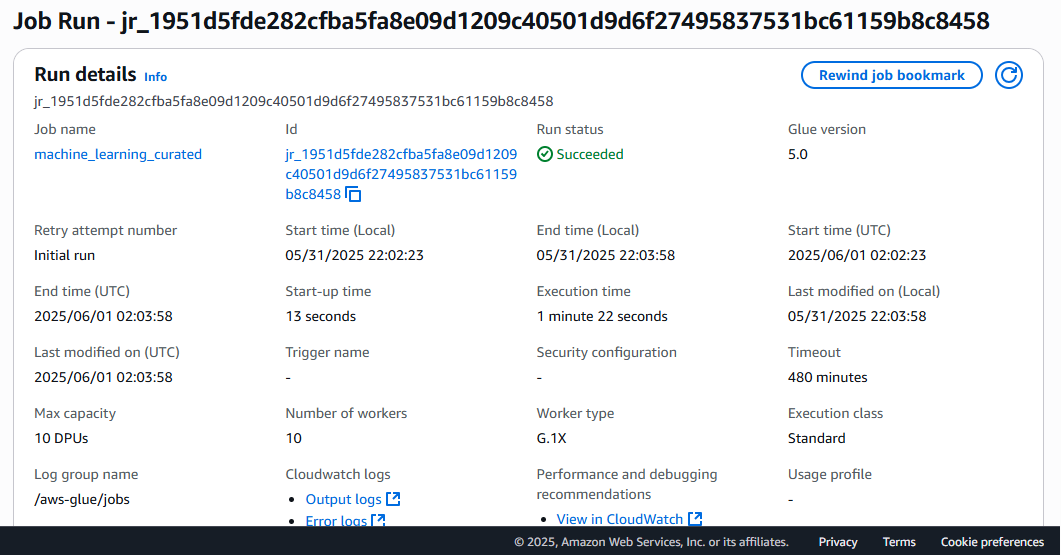 Job Run - jr_1951d5fde282cfba5fa8e09d1209c40501d9d6f27495837531bc61159b8c8458
Run details Info
Rewind job bookmark
jr_1951d5fde282cfba5fa8e09d1209c40501d9d6f27495837531bc61159b8c8458
Job name
machine_learning_curated
Id
jr_1951d5fde282cfba5fa8e09d1209
c40501d9d6f27495837531bc61159
b8c8458
Run status
Succeeded
Glue version
5.0
Retry attempt number
Initial run
Start time (Local)
05/31/2025 22:02:23
End time (Local)
05/31/2025 22:03:58
Start time (UTC)
2025/06/01 02:02:23
End time (UTC)
2025/06/01 02:03:58
Start-up time
13 seconds
Execution time
1 minute 22 seconds
Last modified on (Local)
05/31/2025 22:03:58
Last modified on (UTC)
2025/06/01 02:03:58
Trigger name
-
Security configuration
-
Timeout
480 minutes
Max capacity
10 DPUs
Number of workers
10
Worker type
G.1X
Execution class
Standard
Log group name
/aws-glue/jobs
Cloudwatch logs
• Output logs
• Error logs
Performance and debugging
recommendations
• View in CloudWatch
Usage profile
-
© 2025, Amazon Web Services, Inc. or its affiliates. Privacy Terms Cookie preferences